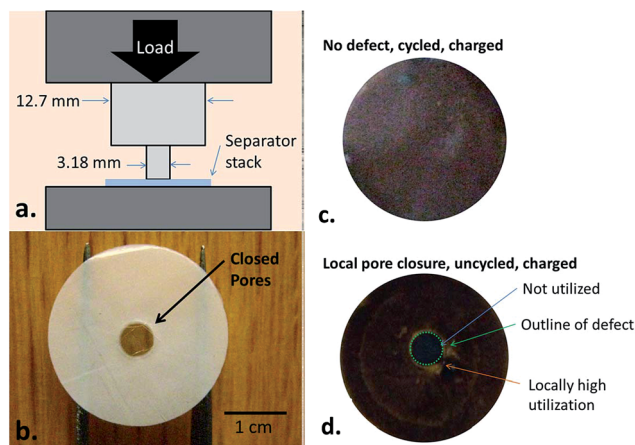 Load
12.7 mm
3.18 mm
Separator
stack
a.
Closed
Pores
1 cm
b.
No defect, cycled, charged
c.
Local pore closure, uncycled, charged
Not utilized
Outline of defect
Locally high
utilization
d.